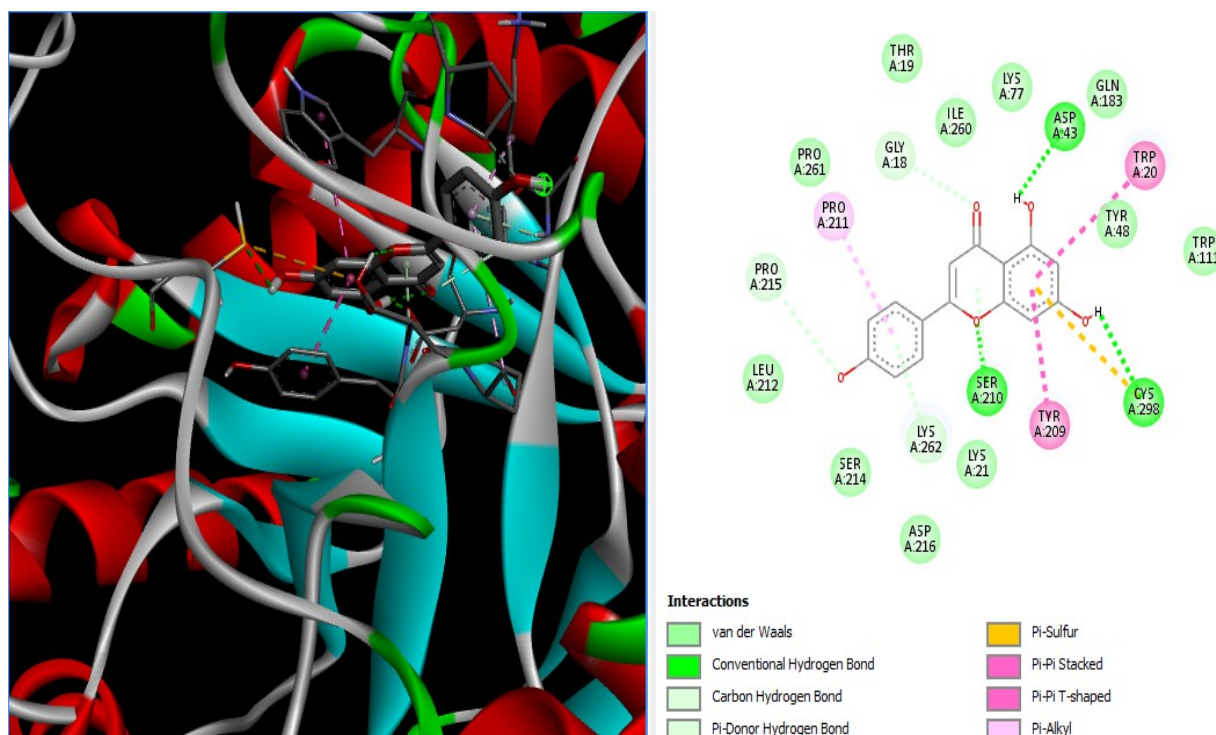 THR
A:19
LYS
A:77
GLN
A:183
ILE
A:260
ASP
A:43
GLY
A:18
TRP
A:20
PRO
A:261
PRO
A:211
TYR
A:48
TRP
A:111
PRO
A:215
H
O
O
O
H
O
O
LEU
A:212
SER
A:210
CYS
A:298
LYS
A:262
TYR
A:209
SER
A:214
LYS
A:21
ASP
A:216
Interactions
van der Waals
Conventional Hydrogen Bond
Carbon Hydrogen Bond
Pi-Donor Hydrogen Bond
Pi-Sulfur
Pi-Pi Stacked
Pi-Pi T-shaped
Pi-Alkyl